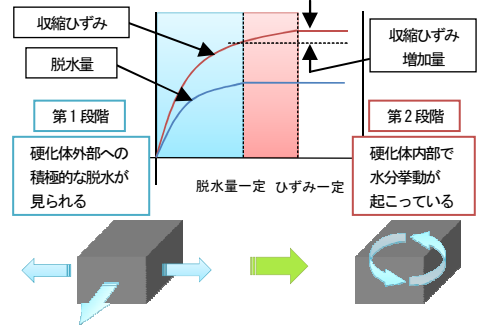 収縮ひずみ
脱水量
収縮ひずみ
増加量
第1段階
第2段階
硬化体外部への
積極的な脱水が
見られる
硬化体内部で
水分挙動が
起こっている
脱水量一定
ひずみ一定